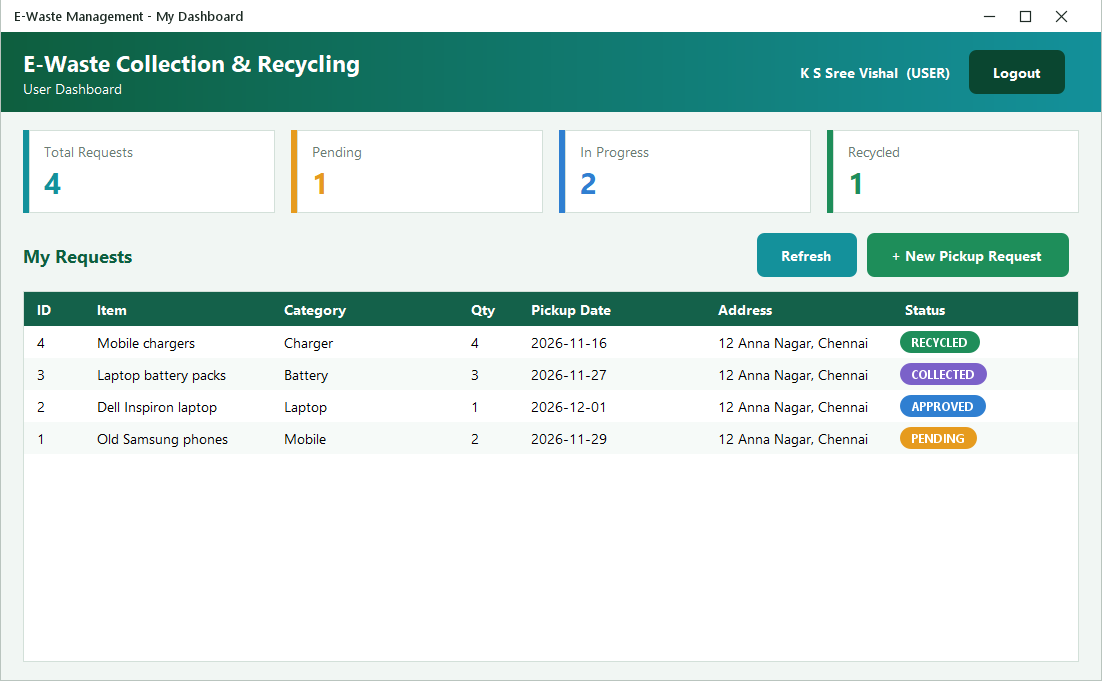 E-Waste Management - My Dashboard
E-Waste Collection & Recycling
User Dashboard
K S Sree Vishal (USER)
Logout
Total Requests
4
Pending
1
In Progress
2
Recycled
1
My Requests
Refresh
+ New Pickup Request
ID Item Category Qty Pickup Date Address Status
4 Mobile chargers Charger 4 2026-11-16 12 Anna Nagar, Chennai RECYCLED
3 Laptop battery packs Battery 3 2026-11-27 12 Anna Nagar, Chennai COLLECTED
2 Dell Inspiron laptop Laptop 1 2026-12-01 12 Anna Nagar, Chennai APPROVED
1 Old Samsung phones Mobile 2 2026-11-29 12 Anna Nagar, Chennai PENDING